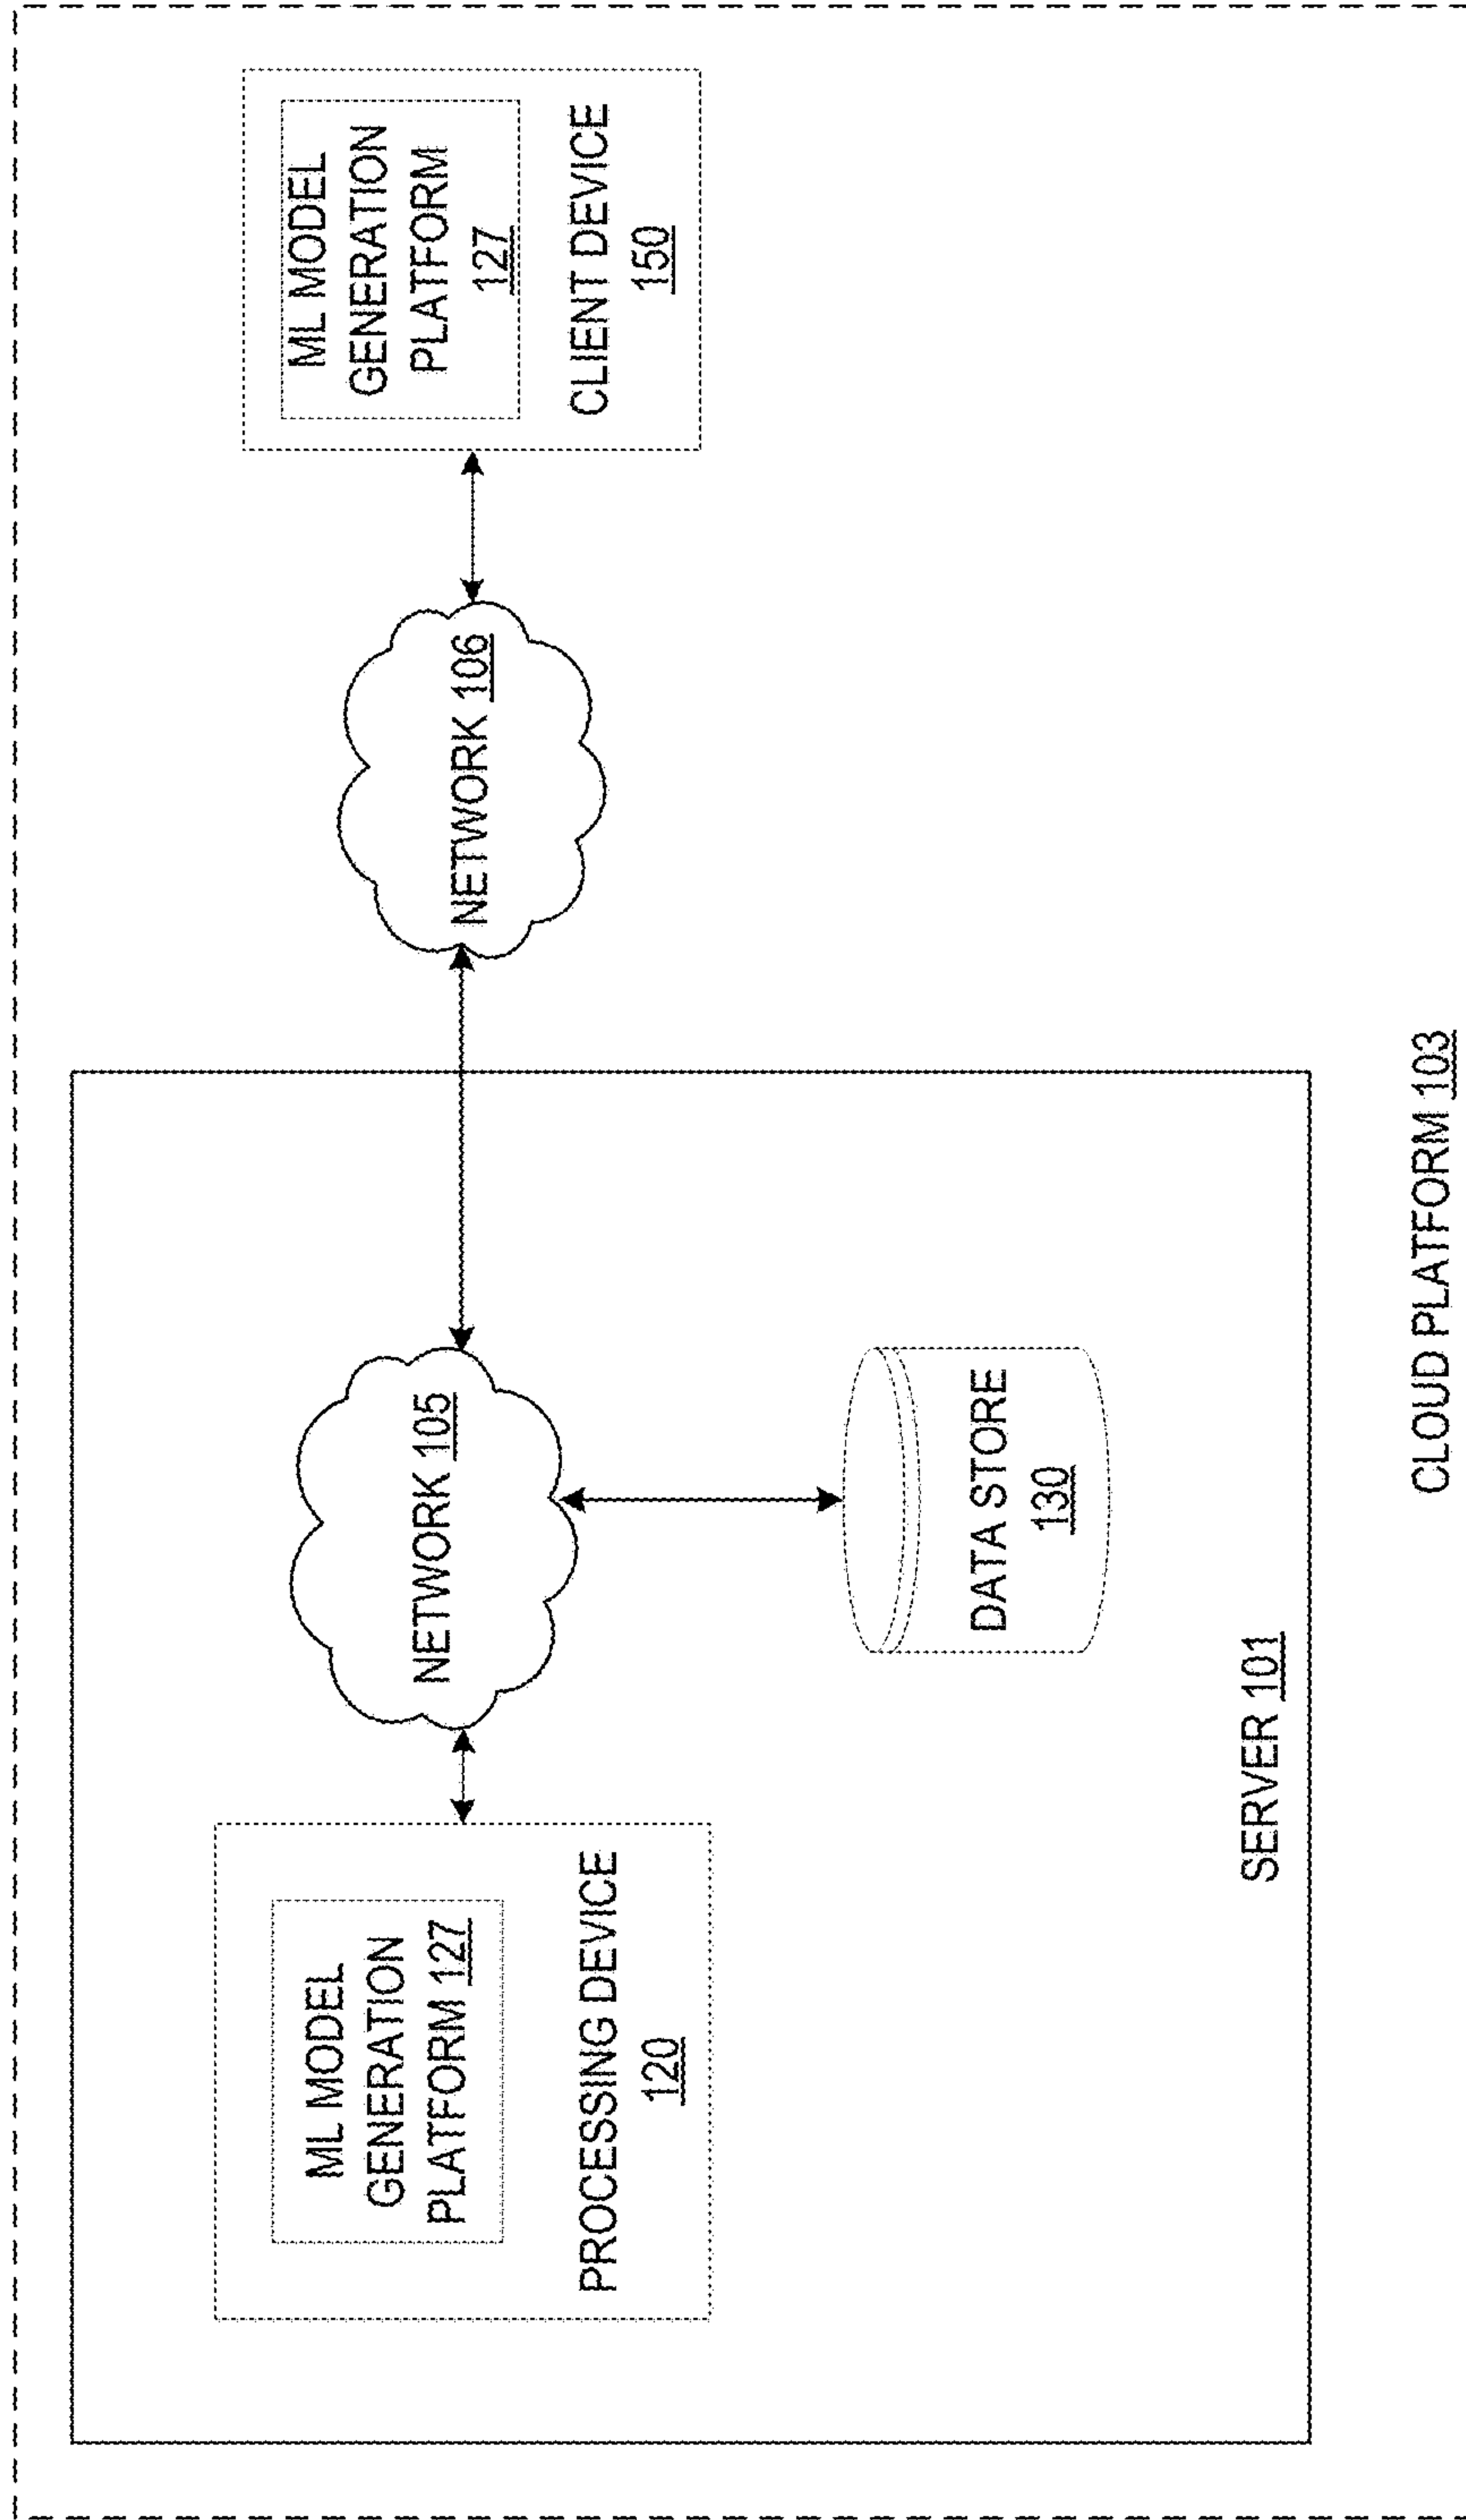 ML MODEL
GENERATION
PLATFORM 127
PROCESSING DEVICE
120
NETWORK 105
DATA STORE
130
SERVER 101
NETWORK 106
ML MODEL
GENERATION
PLATFORM
127
CLIENT DEVICE
150
CLOUD PLATFORM 103